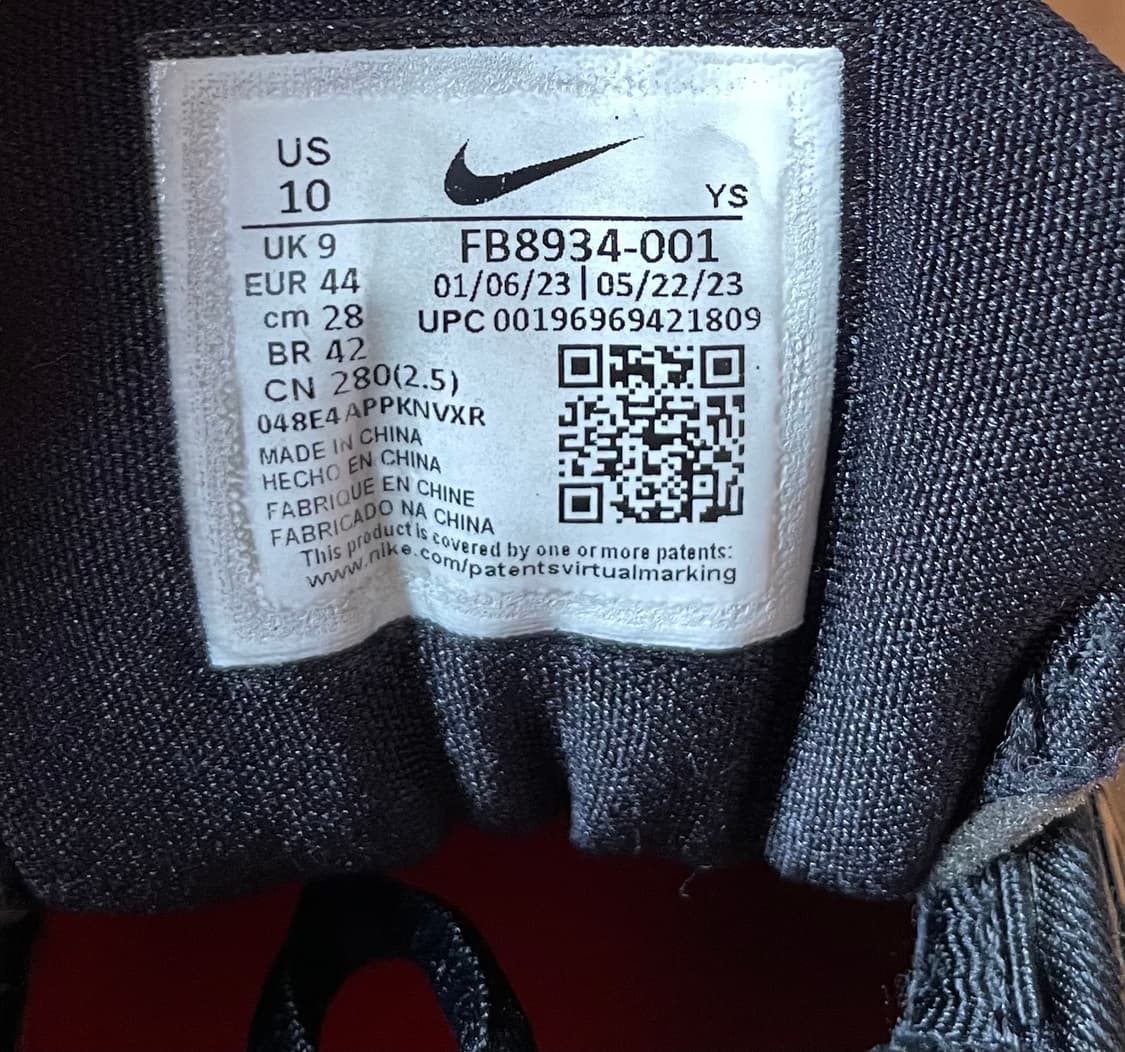 US
10
YS
UK 9
EUR 44
cm 28
BR 42
CN 280(2.5)
048E4APPKNVXR
MADE IN CHINA
HECHO EN CHINA
FABRIQUE EN CHINE
FABRICADO NA CHINA
FB8934-001
01/06/23 | 05/22/23
UPC 00196969421809
This product is covered by one or more patents:
www.nike.com/patentsvirtualmarking